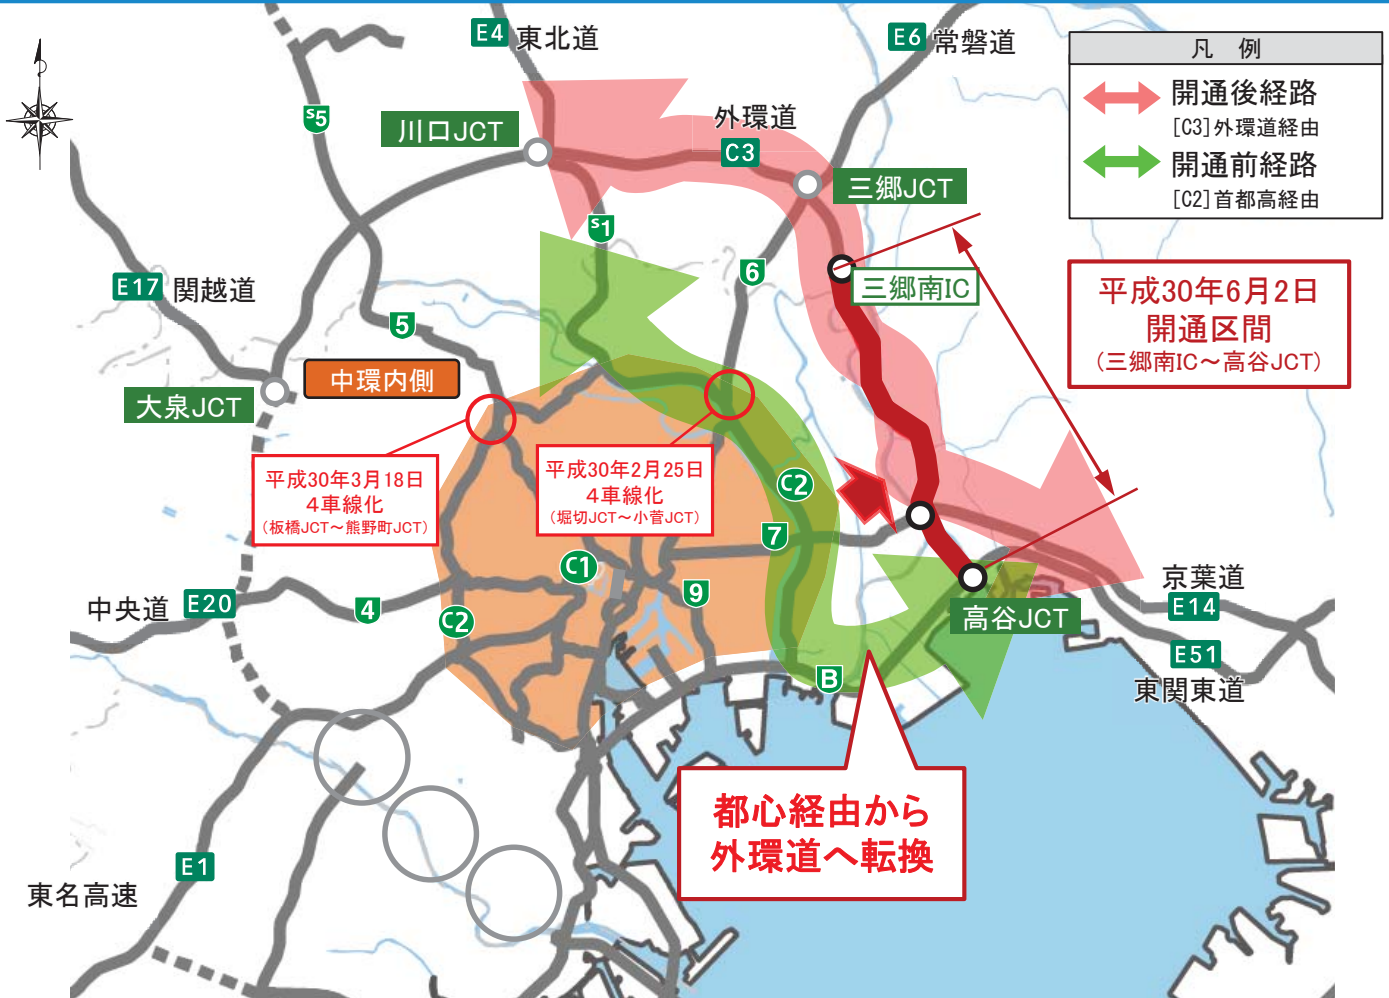 E4 東北道
E6 常磐道
凡 例
開通後経路
[C3]外環道経由
開通前経路
[C2]首都高経由
S5
川口JCT
外環道
C3
三郷JCT
S1
6
三郷南IC
平成30年6月2日
開通区間
(三郷南IC～高谷JCT)
E17 関越道
5
中環内側
大泉JCT
平成30年3月18日
4車線化
(板橋JCT～熊野町JCT)
平成30年2月25日
4車線化
(堀切JCT～小菅JCT)
C2
7
C1
9
中央道 E20
4
C2
高谷JCT
京葉道
E14
E51
東関東道
B
都心経由から
外環道へ転換
E1
東名高速